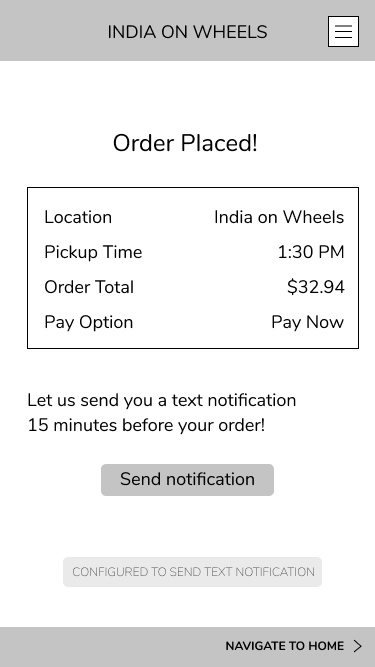 INDIA ON WHEELS
Order Placed!
Location India on Wheels
Pickup Time 1:30 PM
Order Total $32.94
Pay Option Pay Now
Let us send you a text notification
15 minutes before your order!
Send notification
CONFIGURED TO SEND TEXT NOTIFICATION
NAVIGATE TO HOME